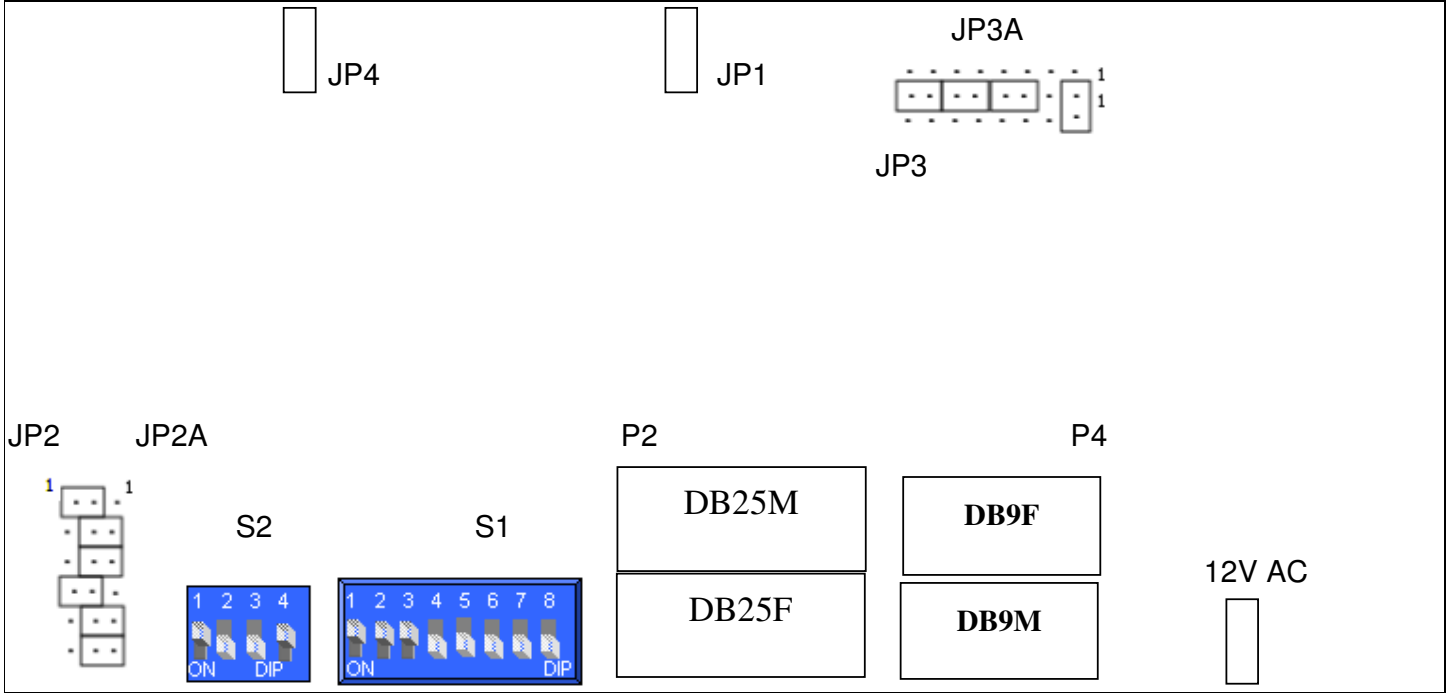 JP3A
JP4
JP1
1
1
JP3
JP2 JP2A
P2
P4
1 1
S2
S1
DB25M
DB9F
12V AC
1 2 3 4
ON DIP
1 2 3 4 5 6 7 8
ON DIP
DB25F
DB9M